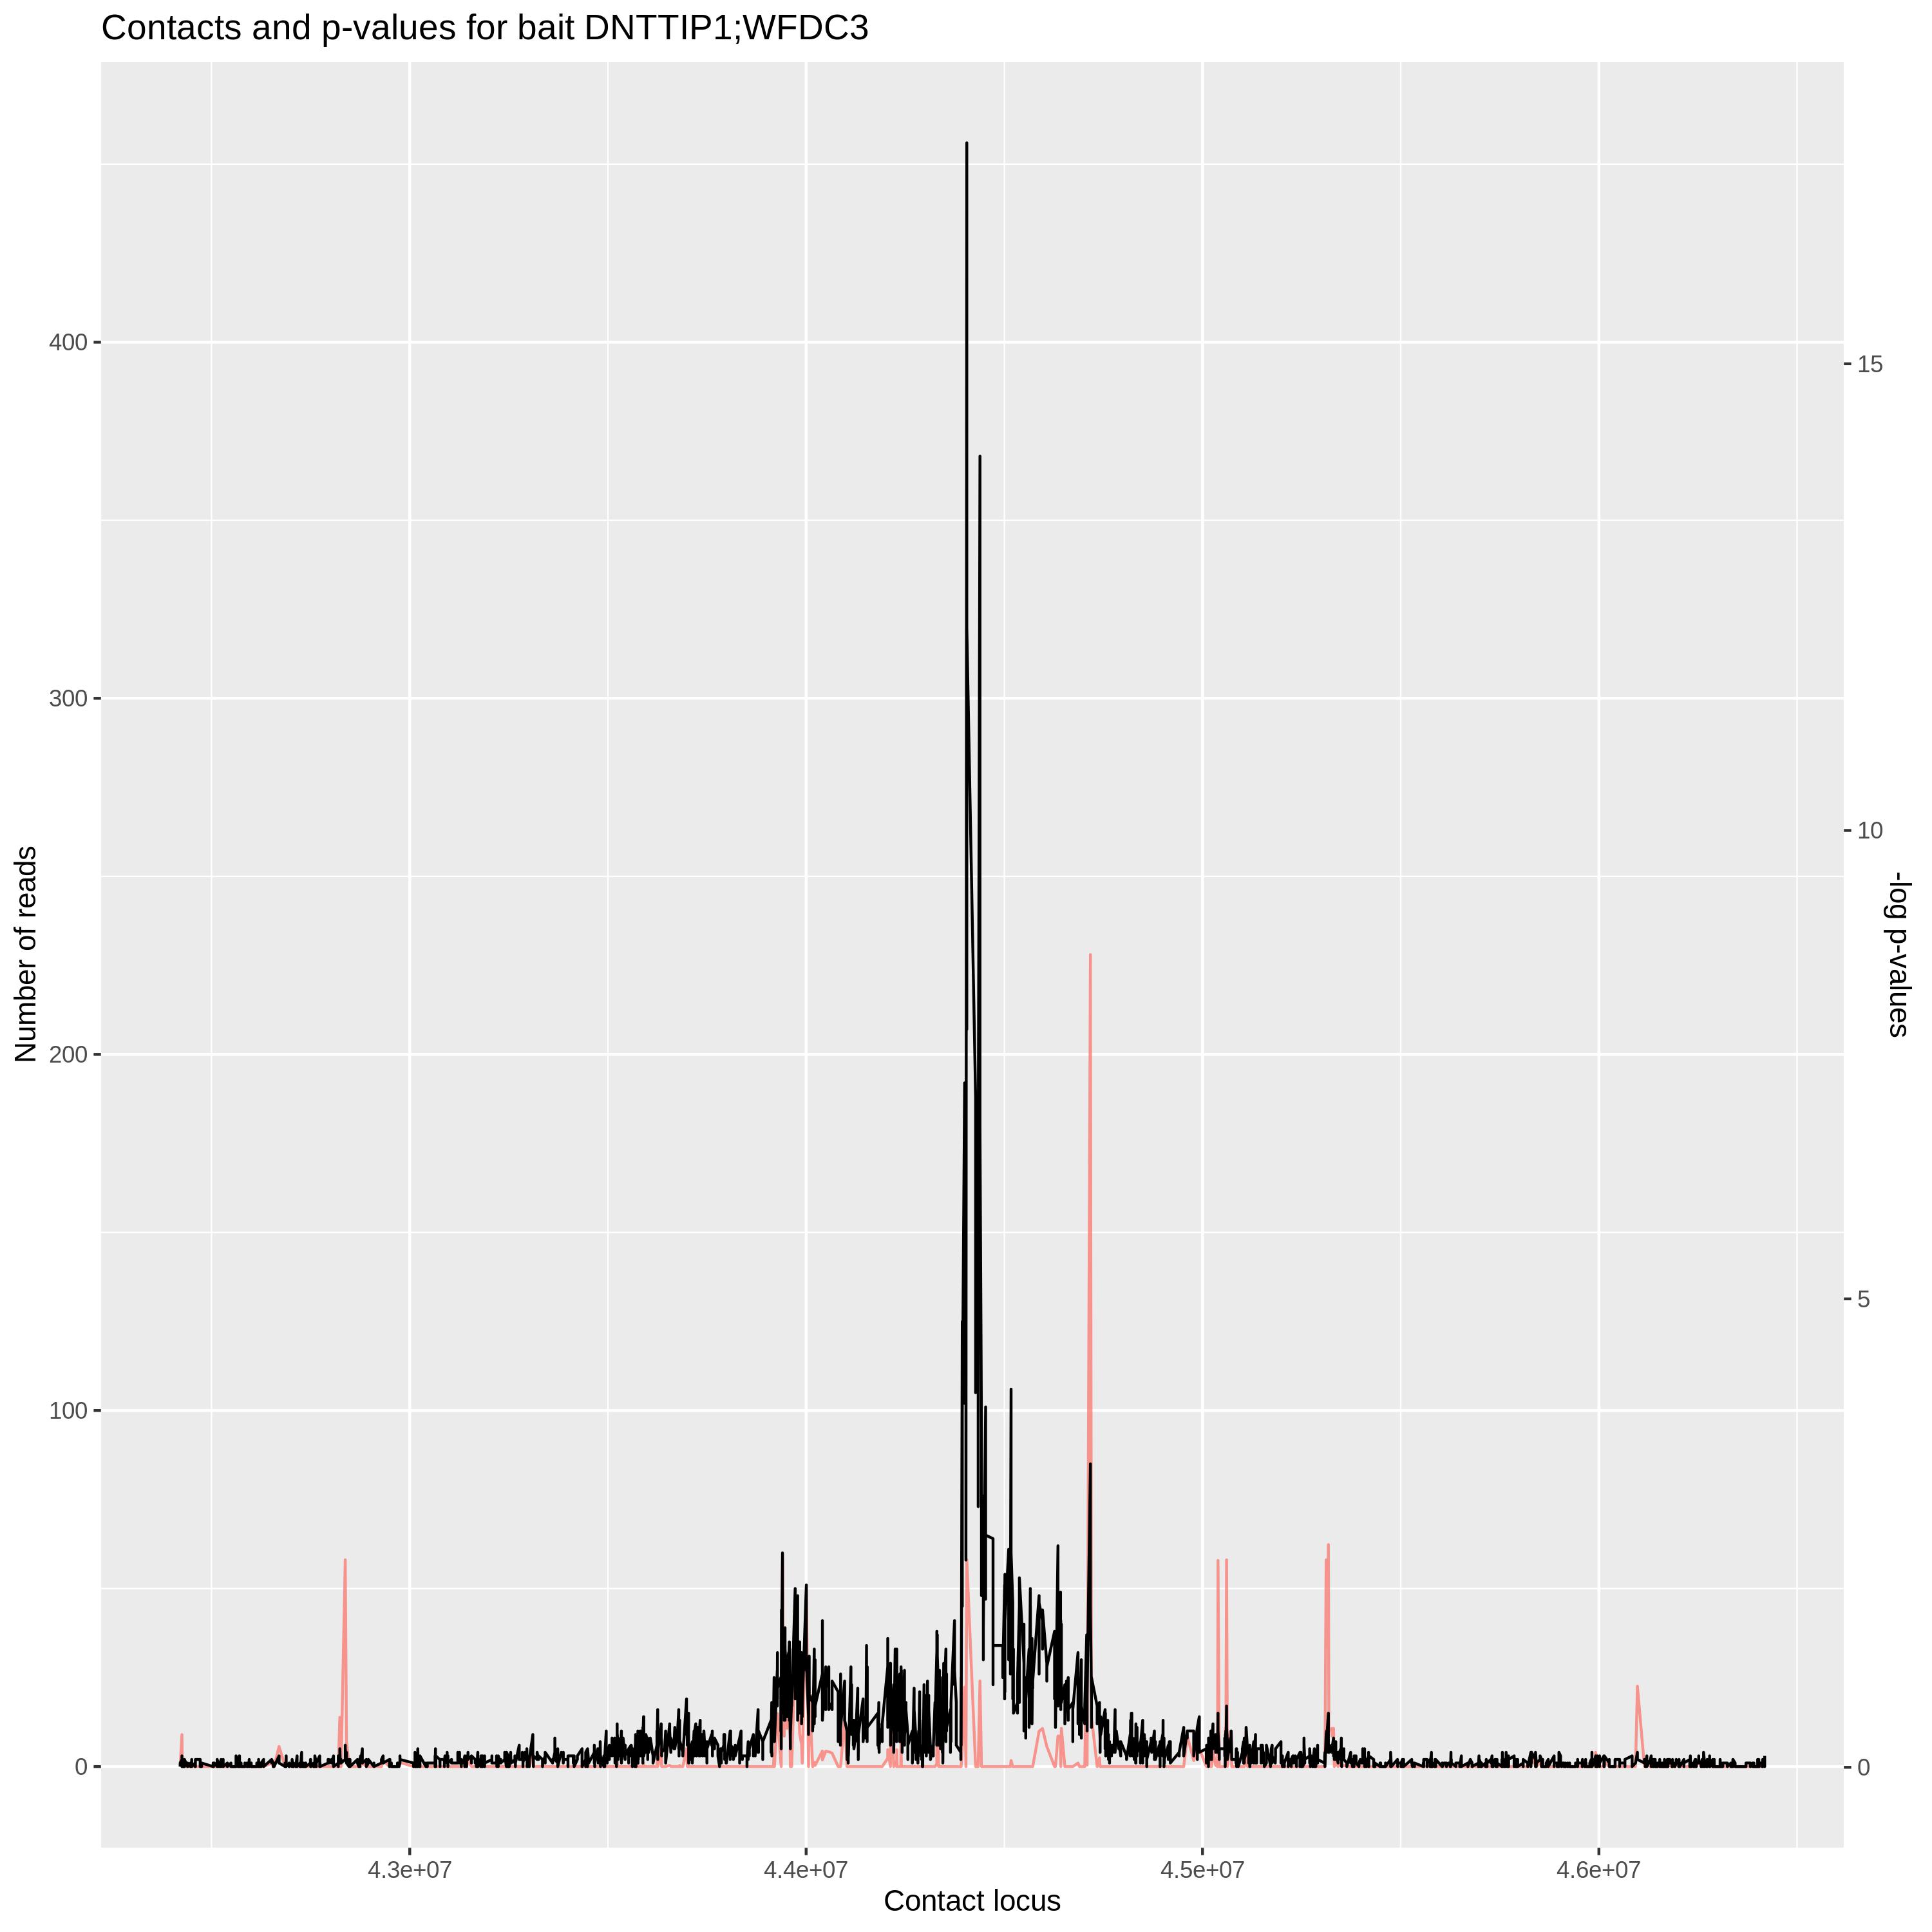 Contacts and p-values for bait DNTTIP1;WFDC3
400
300
200
100
0
Number of reads
15
10
5
0
-log p-values
4.3e+07 4.4e+07 4.5e+07 4.6e+07
Contact locus